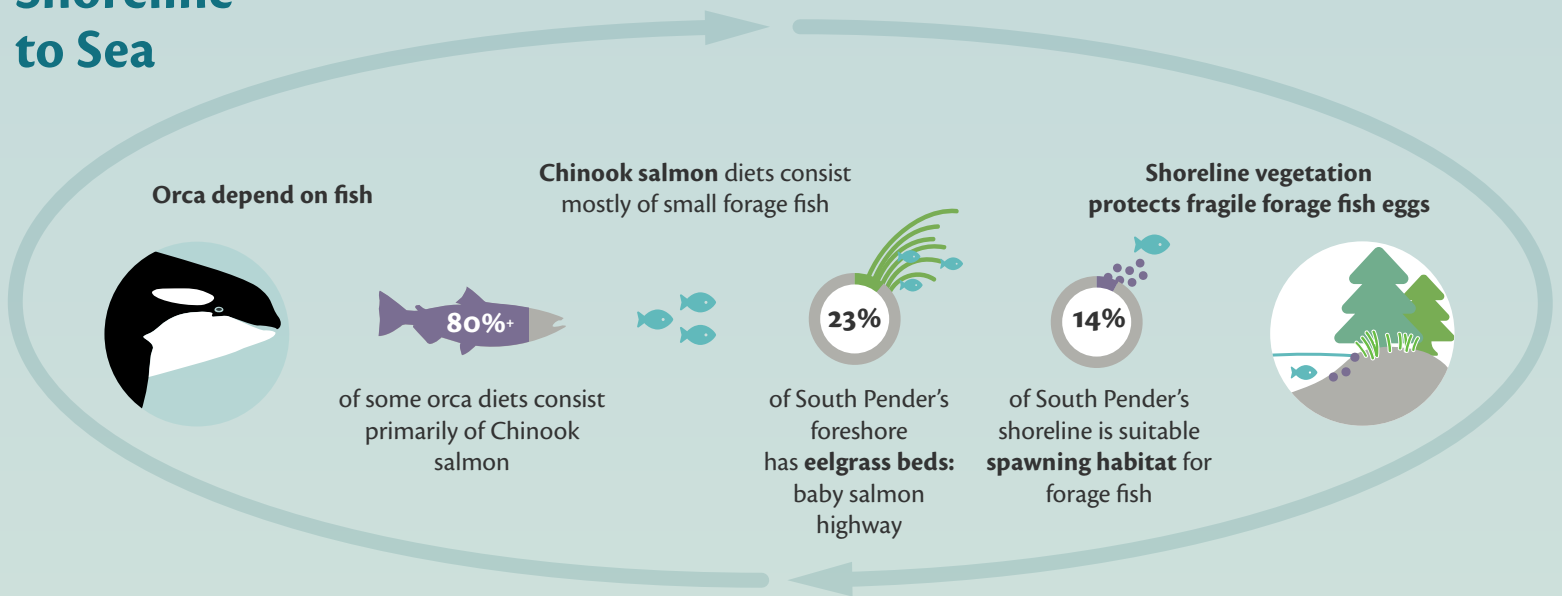 Shoreline
to Sea
Orca depend on fish
Chinook salmon diets consist
mostly of small forage fish
Shoreline vegetation
protects fragile forage fish eggs
80%+
of some orca diets consist
primarily of Chinook
salmon
23%
of South Pender's
foreshore
has eelgrass beds:
baby salmon
highway
14%
of South Pender's
shoreline is suitable
spawning habitat for
forage fish